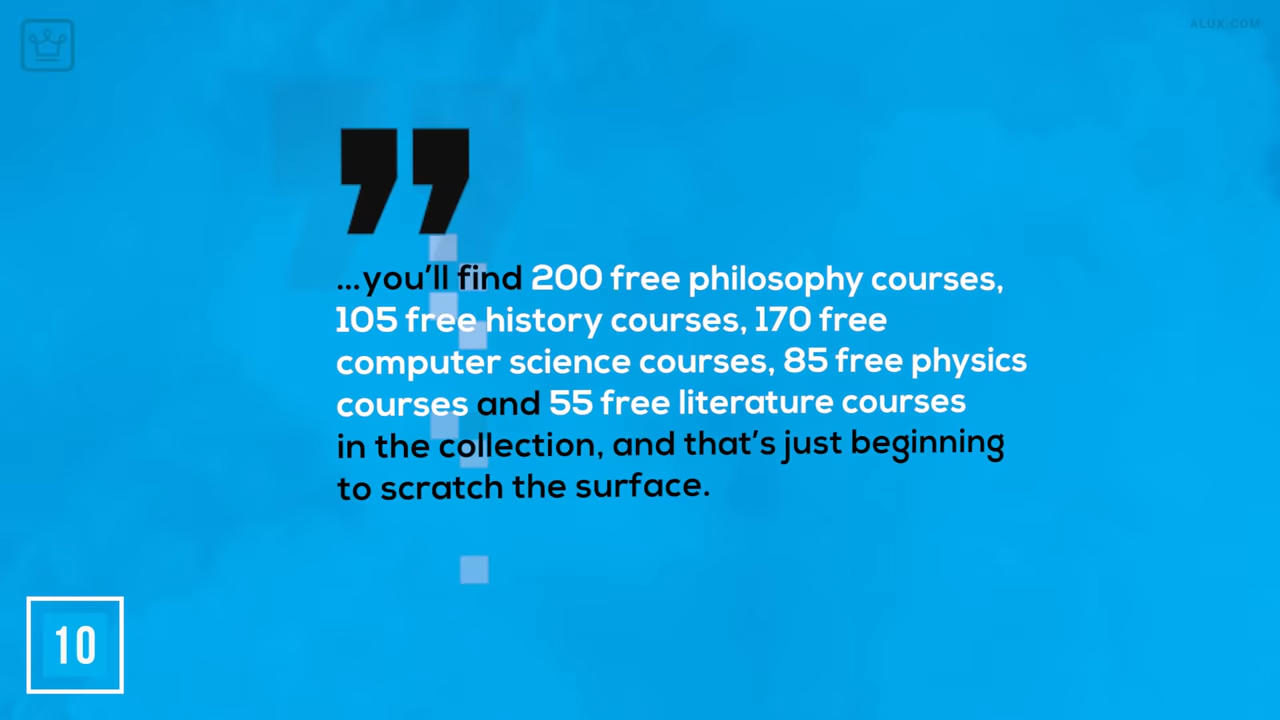 ALUX.COM
”
...you’ll find 200 free philosophy courses,
105 free history courses, 170 free
computer science courses, 85 free physics
courses and 55 free literature courses
in the collection, and that’s just beginning
to scratch the surface.
10